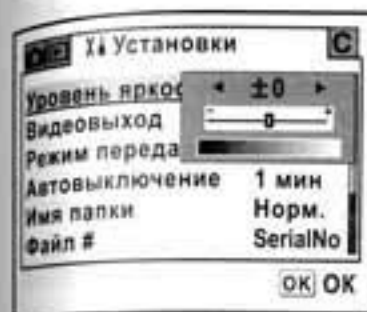 Установки C
Уровень яркос ±0
Видеовыход
Режим переда
Автовыключение 1 мин
Имя папки Норм.
Файл # SerialNo
OK OK